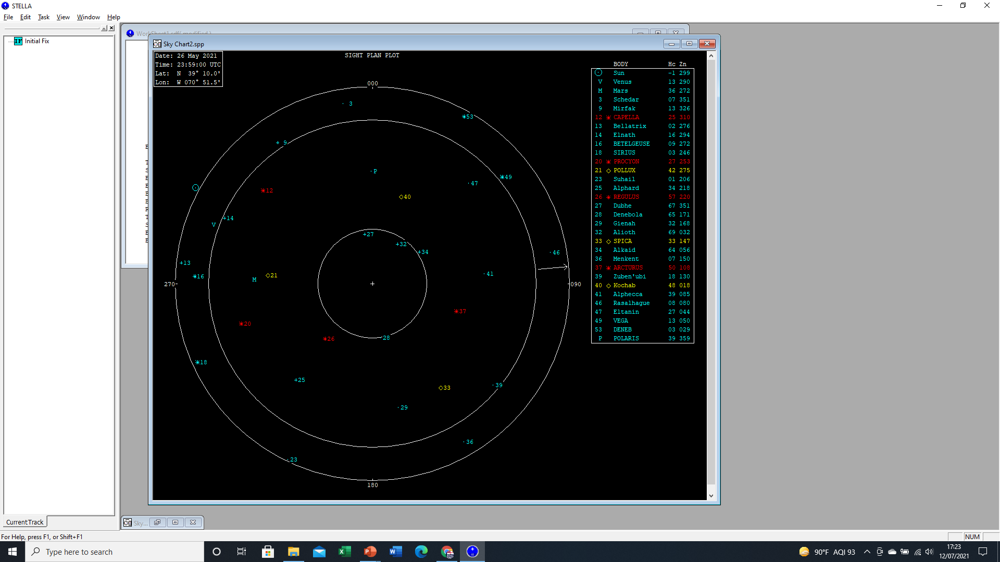 STELLA
File Edit Task View Window Help
IF Initial Fix
Sky Chart2.spp
Date: 26 May 2021
Time: 23:59:00 UTC
Lat: N 39° 10.0'
Lon: W 070° 51.5'
SIGHT PLAN PLOT
BODY Hc Zn
Sun -1 299
V Venus 13 290
M Mars 36 272
3 Schedar 07 351
9 Mirfak 13 326
12 CAPELLA 25 310
13 Bellatrix 02 276
14 Elnath 16 294
16 BETELGEUSE 09 272
18 SIRIUS 03 246
20 PROCYON 27 253
21 POLLUX 42 275
23 Suhail 01 206
25 Alphard 34 218
26 REGULUS 57 220
27 Dubhe 67 351
28 Denebola 65 171
29 Gienah 32 168
32 Alioth 69 032
33 SPICA 33 147
34 Alkaid 64 056
36 Menkent 07 150
37 ARCTURUS 50 108
39 Zuben'ubi 18 130
40 Kochab 48 018
41 Alphecca 39 085
46 Rasalhague 08 080
47 Eltanin 27 044
49 VEGA 13 050
53 DENEB 03 029
P POLARIS 39 359
000
3
53
9
P
49
47
12
40
14
V
27
32
34
46
13
16
21
41
M
270
090
37
20
26
28
18
25
39
33
29
36
23
180
CurrentTrack
Sky...
For Help, press F1, or Shift+F1
NUM
Type here to search
90°F AQI 93
17:23
12/07/2021